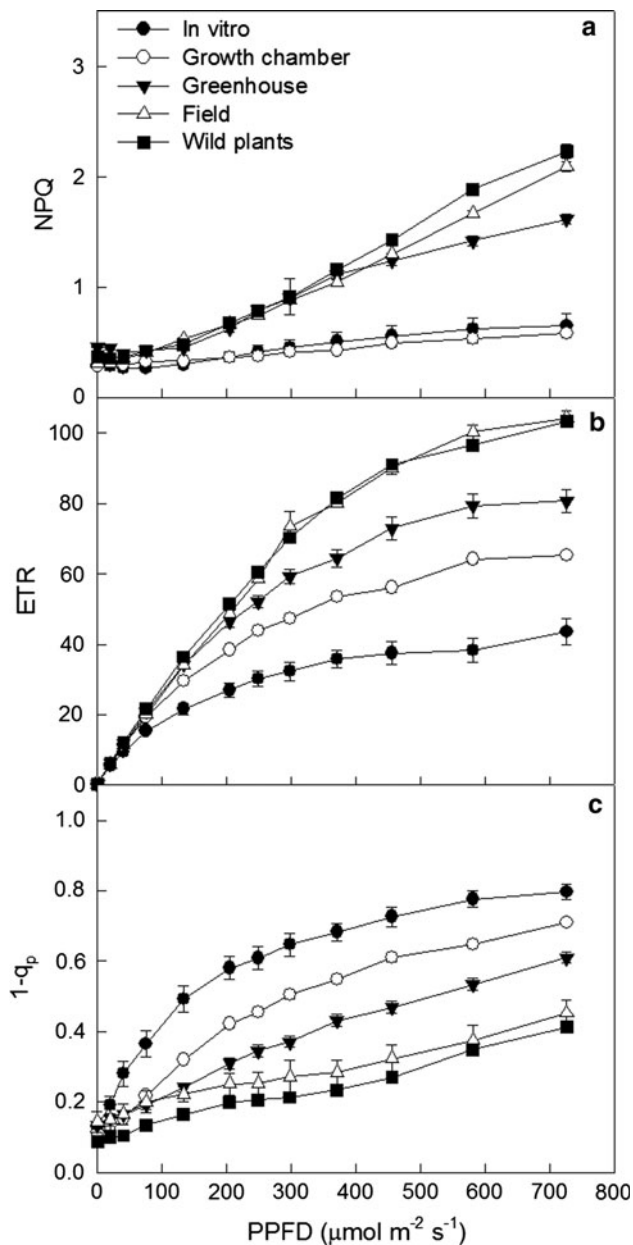 a
In vitro
Growth chamber
Greenhouse
Field
Wild plants
3
2
1
0
NPQ
b
100
80
60
40
20
0
ETR
c
1.0
0.8
0.6
0.4
0.2
0.0
1-qp
0 100 200 300 400 500 600 700 800
PPFD (μmol m-2 s-1)